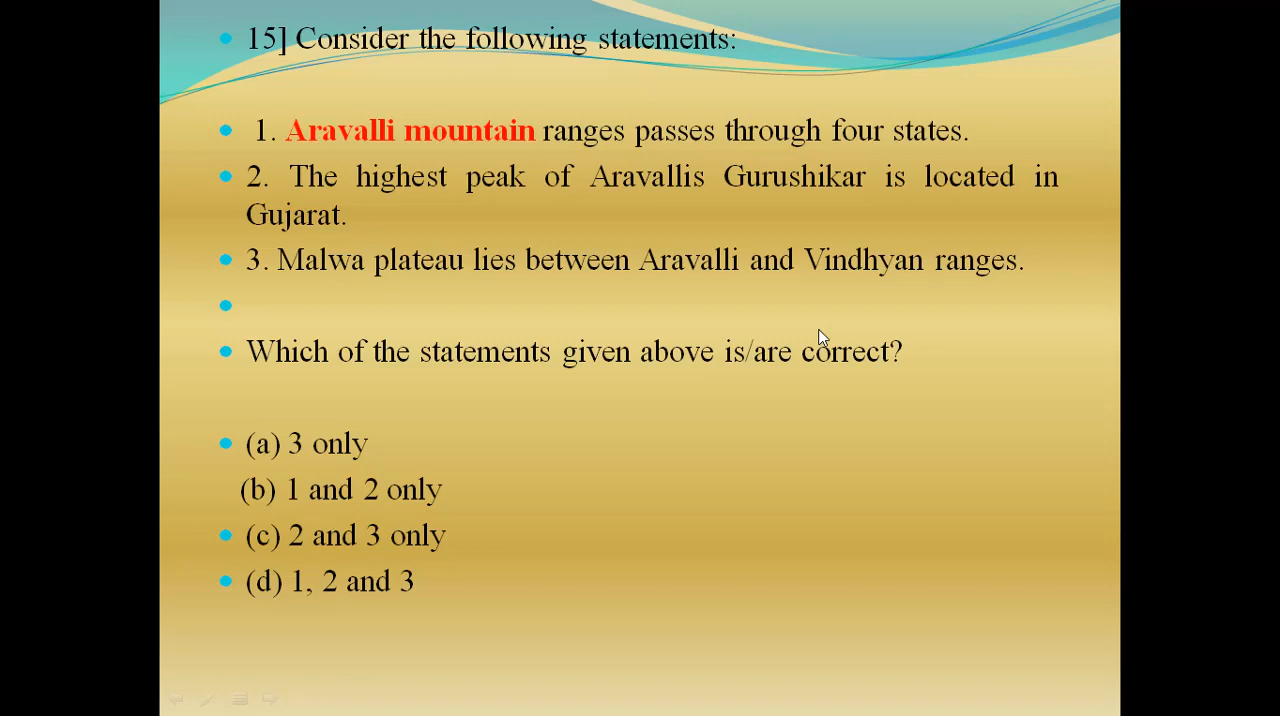 15] Consider the following statements:
1. Aravalli mountain ranges passes through four states.
2. The highest peak of Aravallis Gurushikar is located in
Gujarat.
3. Malwa plateau lies between Aravalli and Vindhyan ranges.
Which of the statements given above is/are correct?
(a) 3 only
(b) 1 and 2 only
(c) 2 and 3 only
(d) 1, 2 and 3